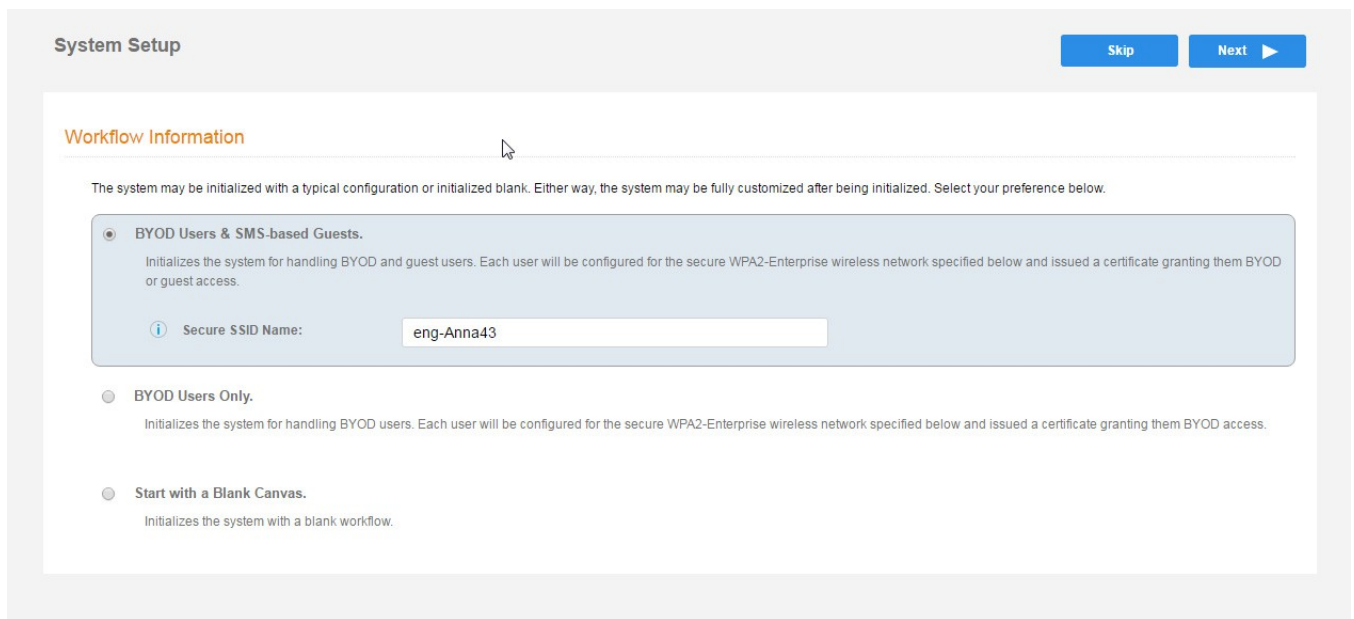 System Setup
Skip
Next
Workflow Information
The system may be initialized with a typical configuration or initialized blank. Either way, the system may be fully customized after being initialized. Select your preference below.
BYOD Users & SMS-based Guests.
Initializes the system for handling BYOD and guest users. Each user will be configured for the secure WPA2-Enterprise wireless network specified below and issued a certificate granting them BYOD
or guest access.
Secure SSID Name:
eng-Anna43
BYOD Users Only.
Initializes the system for handling BYOD users. Each user will be configured for the secure WPA2-Enterprise wireless network specified below and issued a certificate granting them BYOD access.
Start with a Blank Canvas.
Initializes the system with a blank workflow.